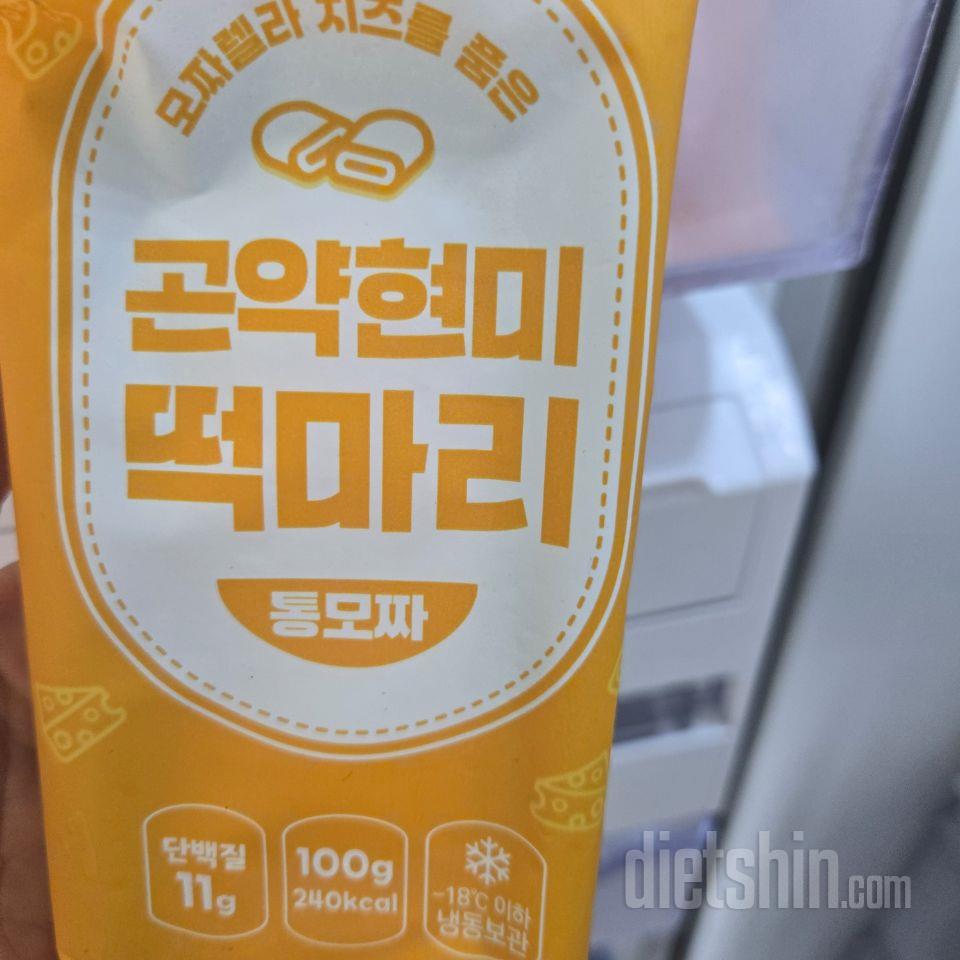 모짜렐라 치즈를 품은
곤약현미
떡마리
통모짜
단백질
11g
100g
240kcal
-18℃ 이하
냉동보관
dietshin.com